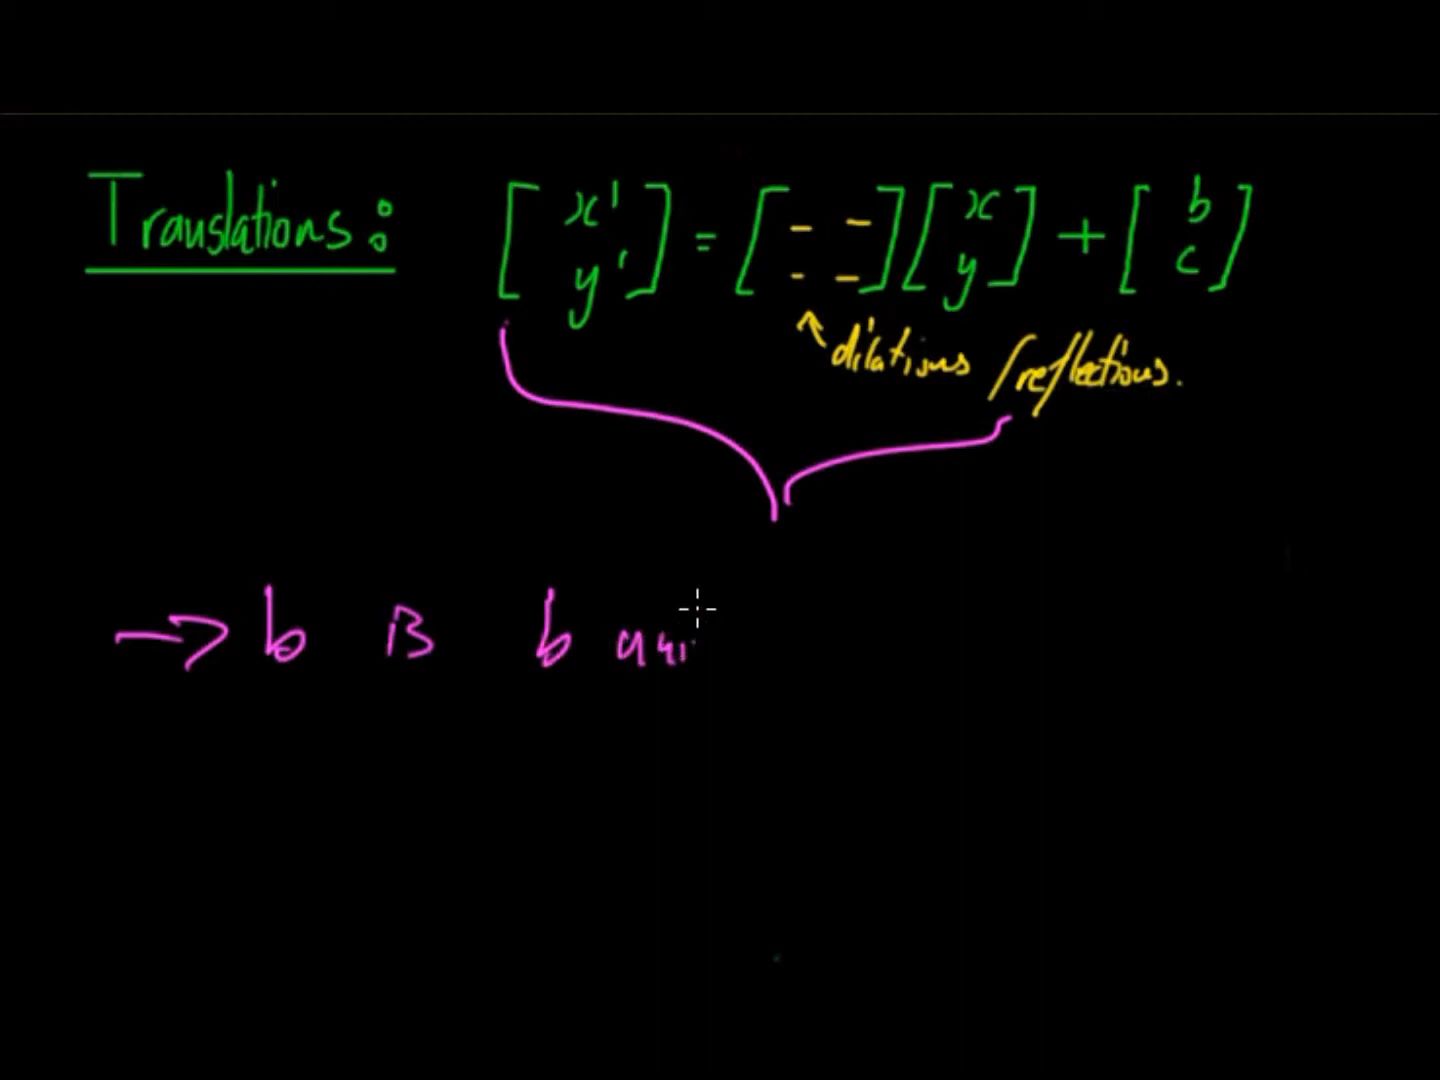 Translations: [x' y'] = [- - - -] [x y] + [b c]
dilations / reflections.
→ b B b